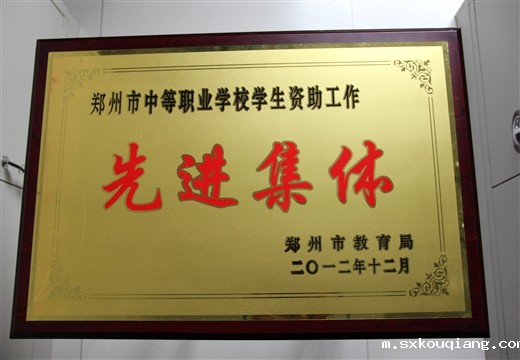 郑州市中等职业学校学生资助工作
先进集体
郑州市教育局
二〇一二年十二月
m.sxkouqiang.com